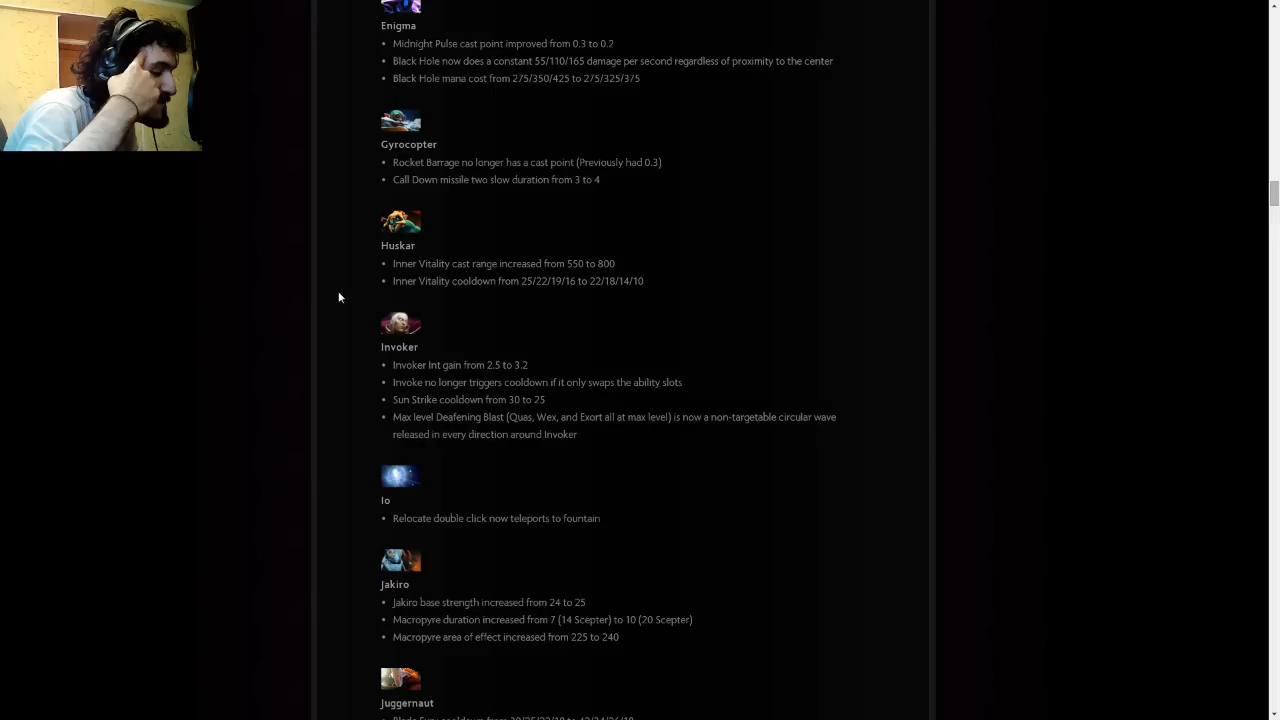 Enigma
• Midnight Pulse cast point improved from 0.3 to 0.2
• Black Hole now does a constant 55/110/165 damage per second regardless of proximity to the center
• Black Hole mana cost from 275/350/425 to 275/325/375
Gyrocopter
• Rocket Barrage no longer has a cast point (Previously had 0.3)
• Call Down missile two slow duration from 3 to 4
Huskar
• Inner Vitality cast range increased from 550 to 800
• Inner Vitality cooldown from 25/22/19/16 to 22/18/14/10
Invoker
• Invoker Int gain from 2.5 to 3.2
• Invoke no longer triggers cooldown if it only swaps the ability slots
• Sun Strike cooldown from 30 to 25
• Max level Deafening Blast (Quas, Wex, and Exort all at max level) is now a non-targetable circular wave
released in every direction around Invoker
Io
• Relocate double click now teleports to fountain
Jakiro
• Jakiro base strength increased from 24 to 25
• Macropyre duration increased from 7 (14 Scepter) to 10 (20 Scepter)
• Macropyre area of effect increased from 225 to 240
Juggernaut